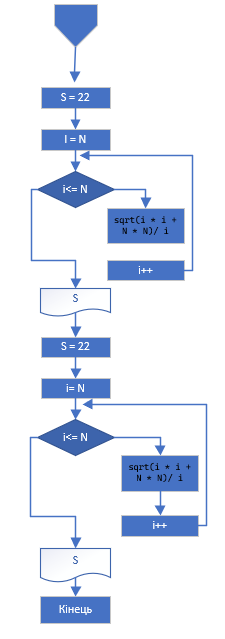 S = 22
I = N
i<= N
sqrt(i * i +
N * N)/ i
i++
S
S = 22
i= N
i<= N
sqrt(i * i +
N * N)/ i
i++
S
Кінець